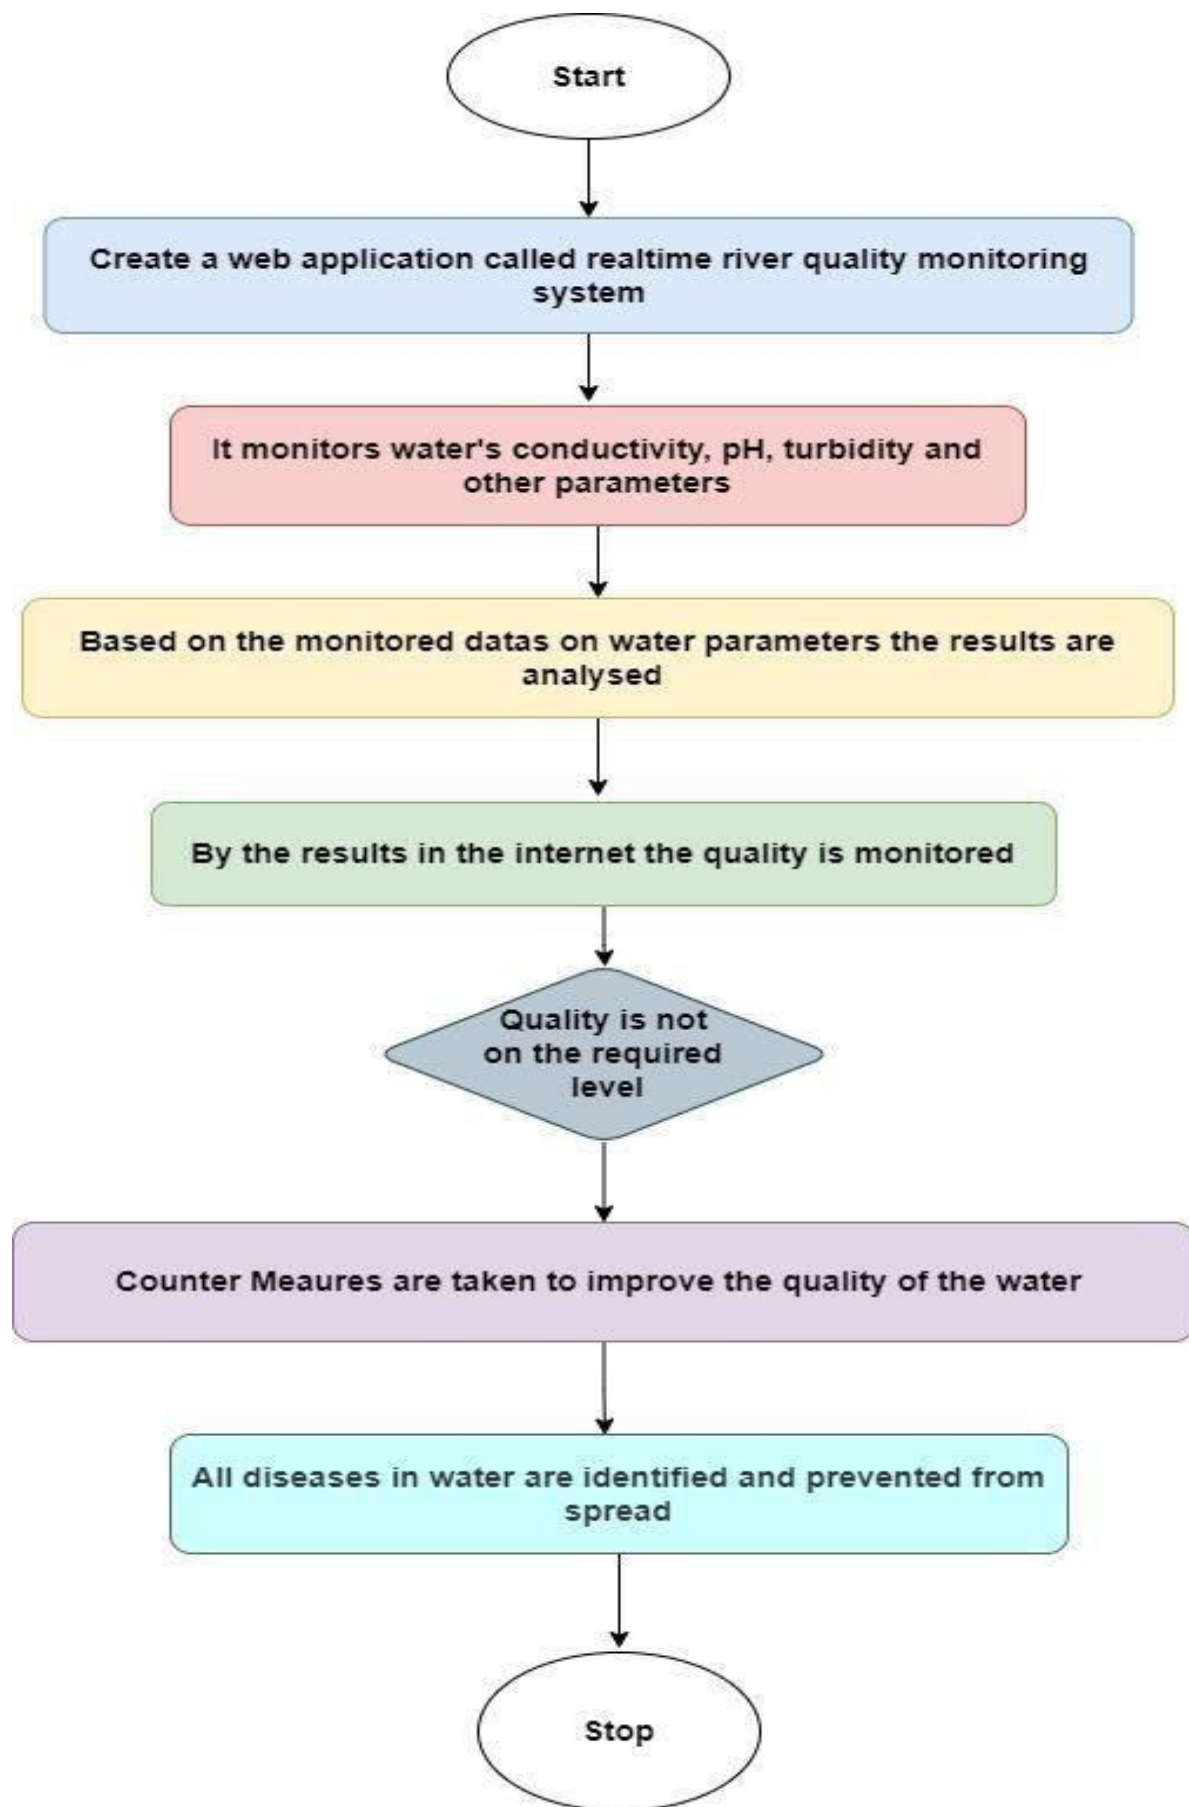 Start
Create a web application called realtime river quality monitoring
system
It monitors water's conductivity, pH, turbidity and
other parameters
Based on the monitored datas on water parameters the results are
analysed
By the results in the internet the quality is monitored
Quality is not
on the required
level
Counter Meaures are taken to improve the quality of the water
All diseases in water are identified and prevented from
spread
Stop